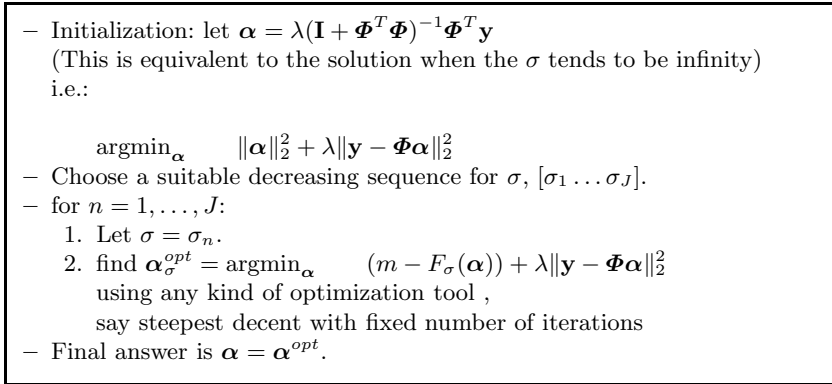 – Initialization: let α = λ(I + Φ^T Φ)^{-1} Φ^T y
(This is equivalent to the solution when the σ tends to be infinity)
i.e.:
argmin_α ‖α‖_2^2 + λ‖y − Φα‖_2^2
– Choose a suitable decreasing sequence for σ, [σ_1 … σ_J].
– for n = 1, … , J:
1. Let σ = σ_n.
2. find α_σ^{opt} = argmin_α (m − F_σ(α)) + λ‖y − Φα‖_2^2
using any kind of optimization tool ,
say steepest decent with fixed number of iterations
– Final answer is α = α^{opt}.